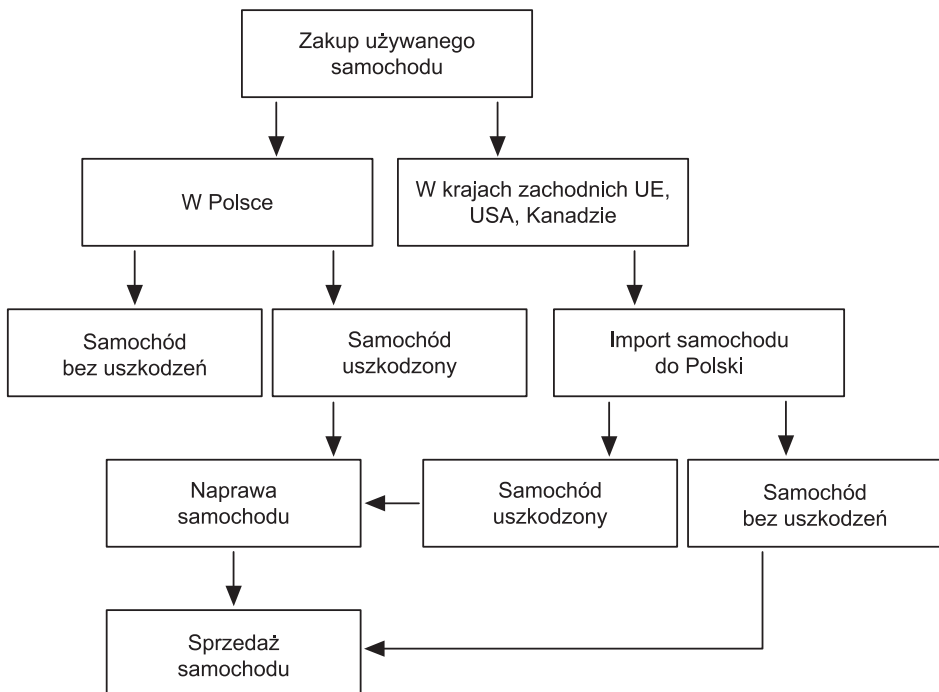 Zakup używanego
samochodu
W Polsce
W krajach zachodnich UE,
USA, Kanadzie
Samochód
bez uszkodzeń
Samochód
uszkodzony
Import samochodu
do Polski
Naprawa
samochodu
Samochód
uszkodzony
Samochód
bez uszkodzeń
Sprzedaż
samochodu